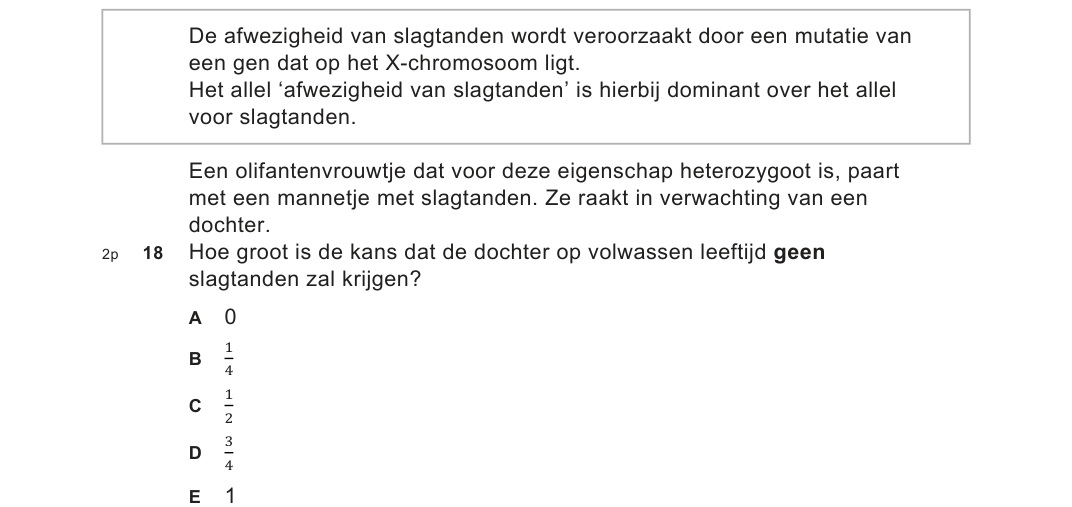 De afwezigheid van slagtanden wordt veroorzaakt door een mutatie van
een gen dat op het X-chromosoom ligt.
Het allel ‘afwezigheid van slagtanden’ is hierbij dominant over het allel
voor slagtanden.
Een olifantenvrouwtje dat voor deze eigenschap heterozygoot is, paart
met een mannetje met slagtanden. Ze raakt in verwachting van een
dochter.
2p 18 Hoe groot is de kans dat de dochter op volwassen leeftijd geen
slagtanden zal krijgen?
A 0
B 1/4
C 1/2
D 3/4
E 1